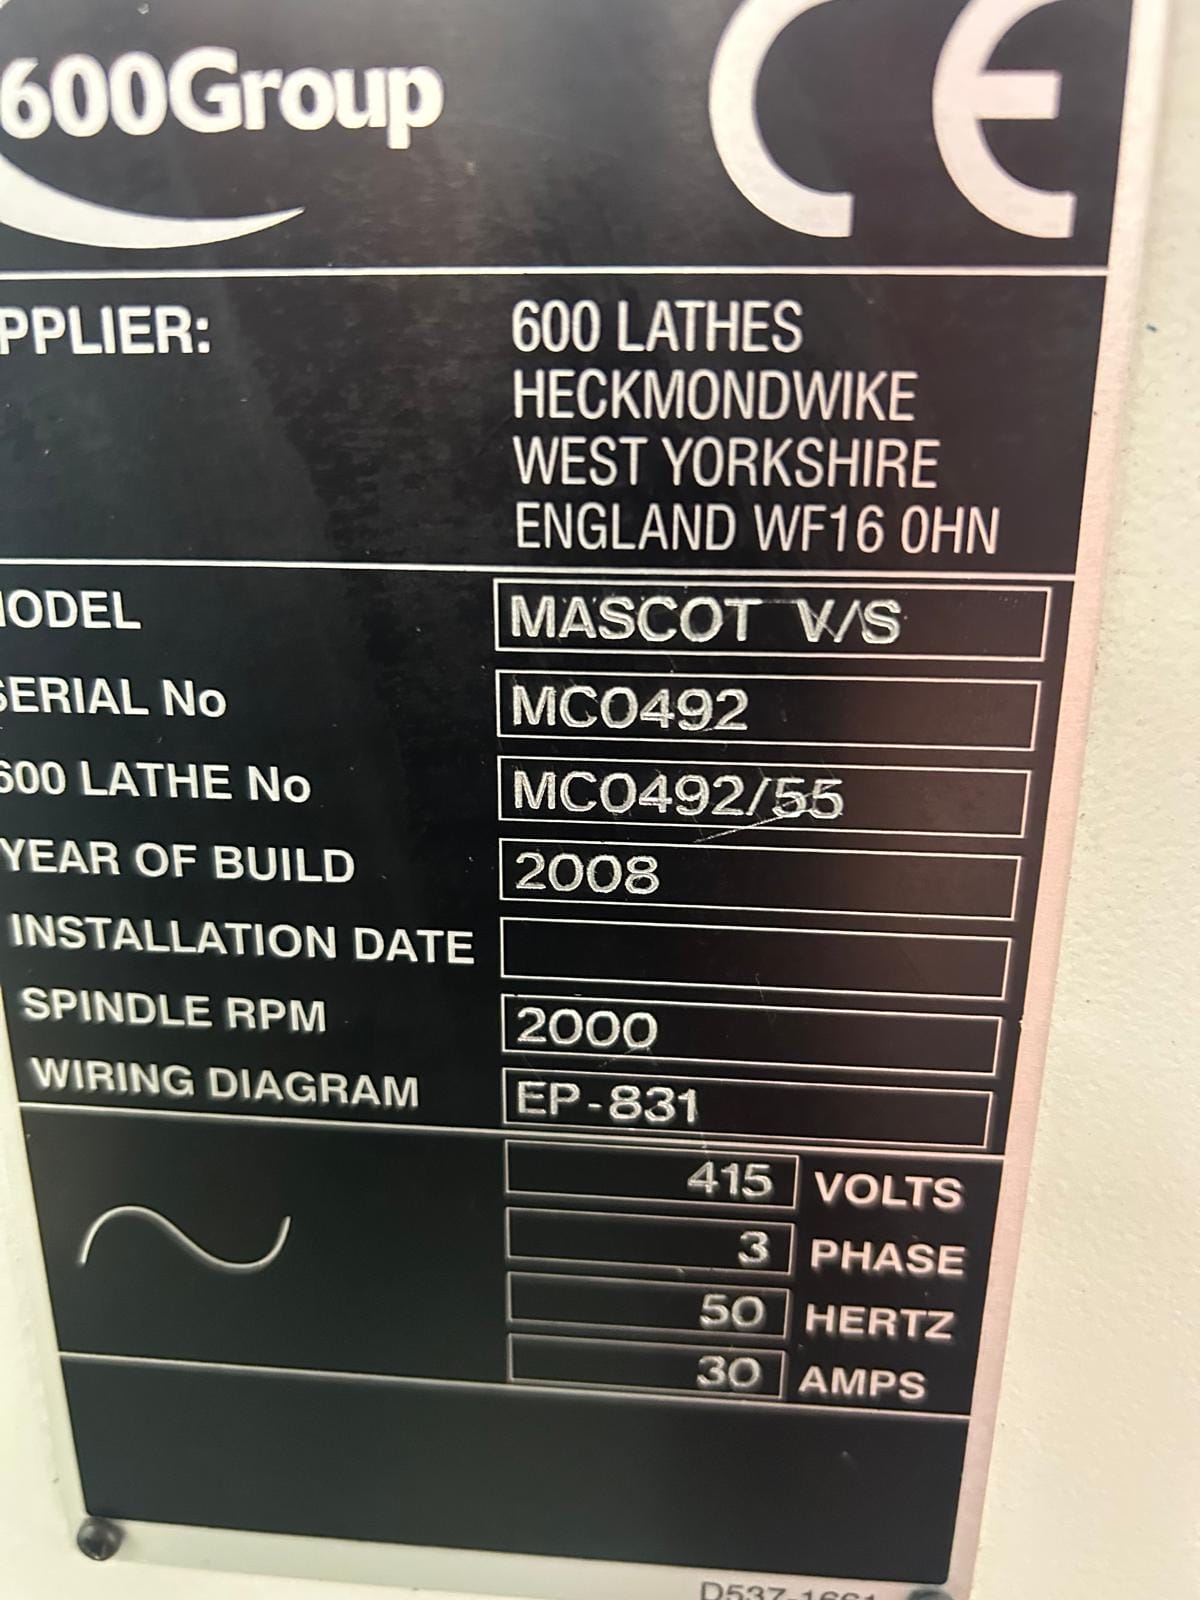 600Group
CE
PPLIER: 600 LATHES
HECKMONDWIKE
WEST YORKSHIRE
ENGLAND WF16 0HN
ODEL MASCOT V/S
SERIAL No MC0492
600 LATHE No MC0492/55
YEAR OF BUILD 2008
INSTALLATION DATE
SPINDLE RPM 2000
WIRING DIAGRAM EP-831
415 VOLTS
3 PHASE
50 HERTZ
30 AMPS